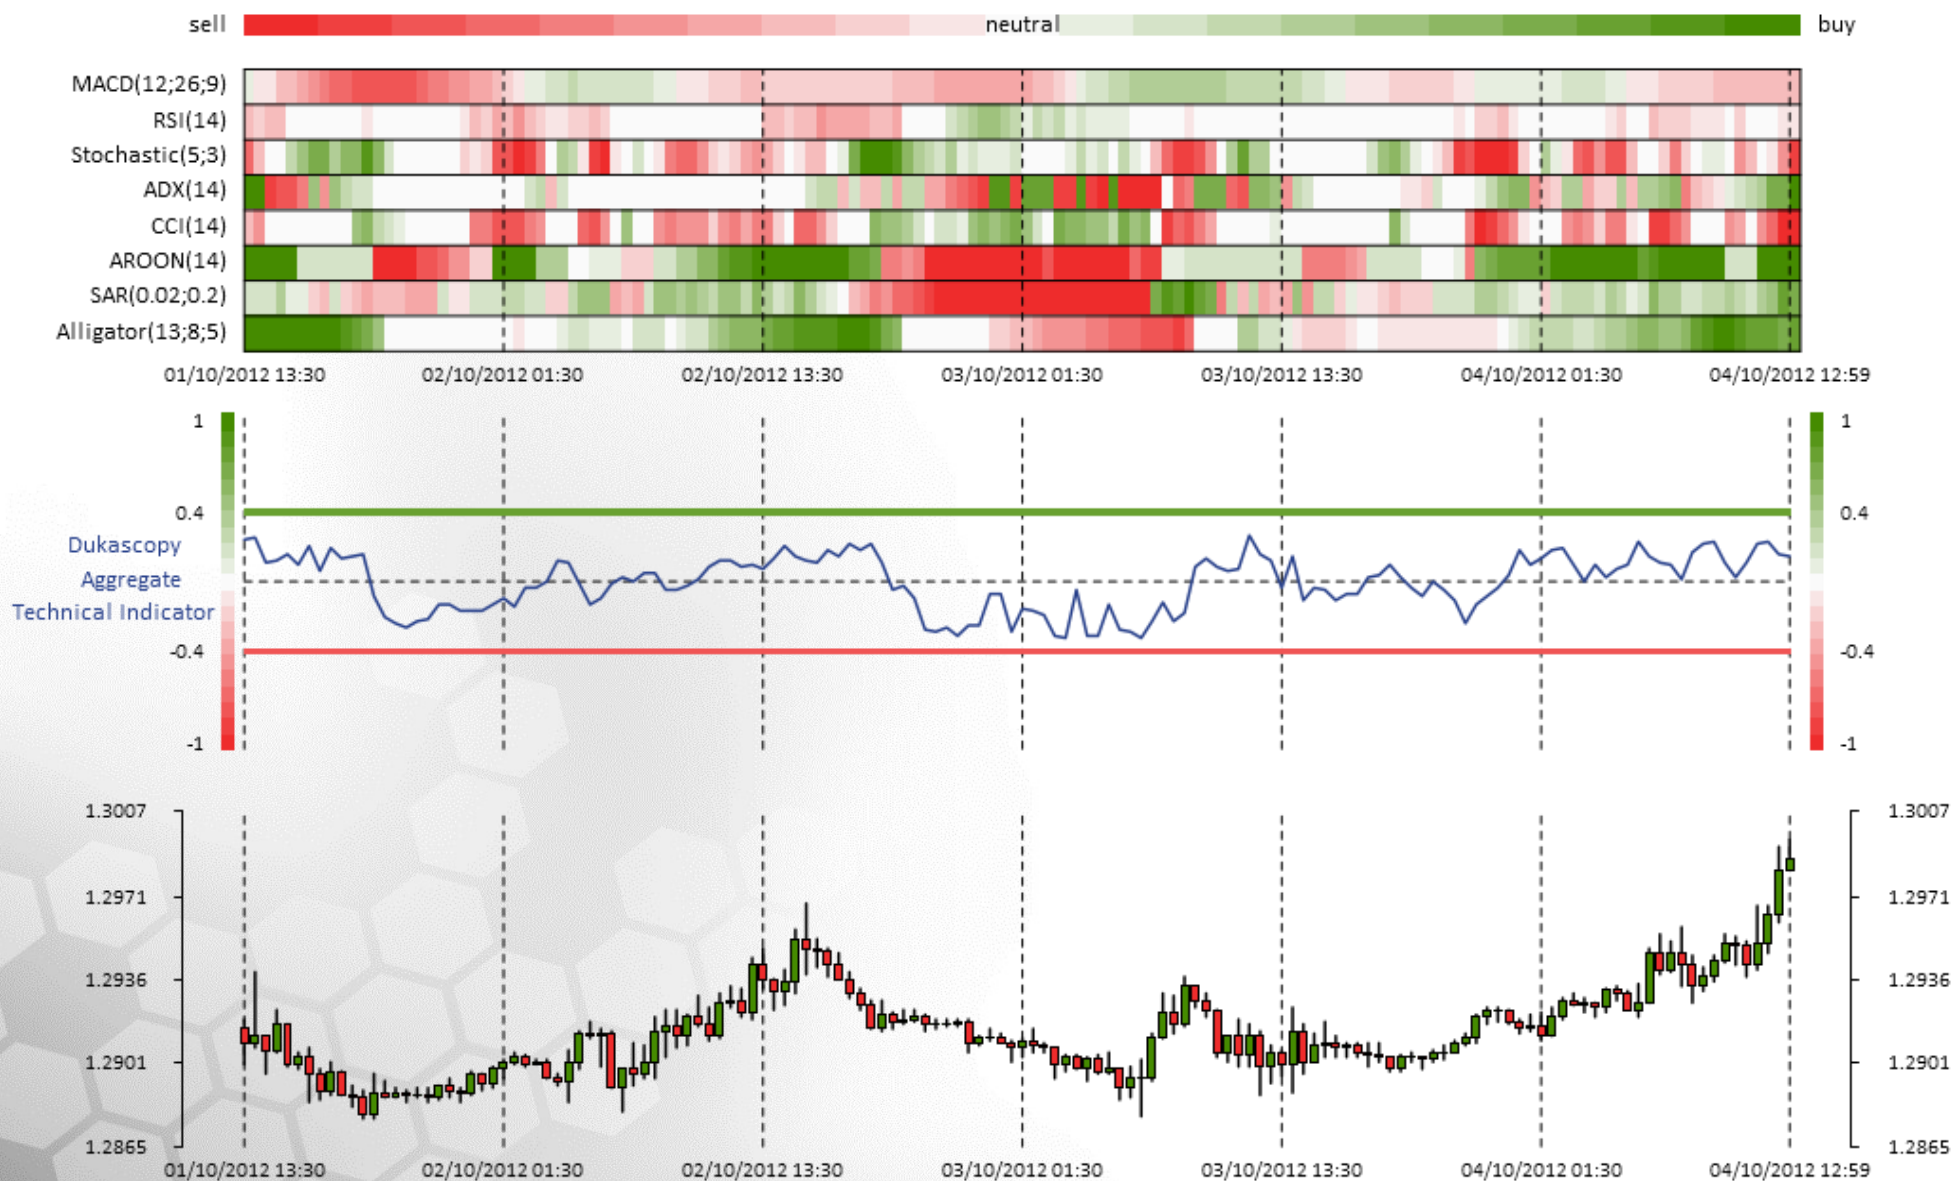 sell neutral buy
MACD(12;26;9)
RSI(14)
Stochastic(5;3)
ADX(14)
CCI(14)
AROON(14)
SAR(0.02;0.2)
Alligator(13;8;5)
01/10/2012 13:30 02/10/2012 01:30 02/10/2012 13:30 03/10/2012 01:30 03/10/2012 13:30 04/10/2012 01:30 04/10/2012 12:59
1 1
0.4 0.4
Dukascopy
Aggregate
Technical Indicator
-0.4 -0.4
-1 -1
1.3007 1.3007
1.2971 1.2971
1.2936 1.2936
1.2901 1.2901
1.2865 1.2865
01/10/2012 13:30 02/10/2012 01:30 02/10/2012 13:30 03/10/2012 01:30 03/10/2012 13:30 04/10/2012 01:30 04/10/2012 12:59